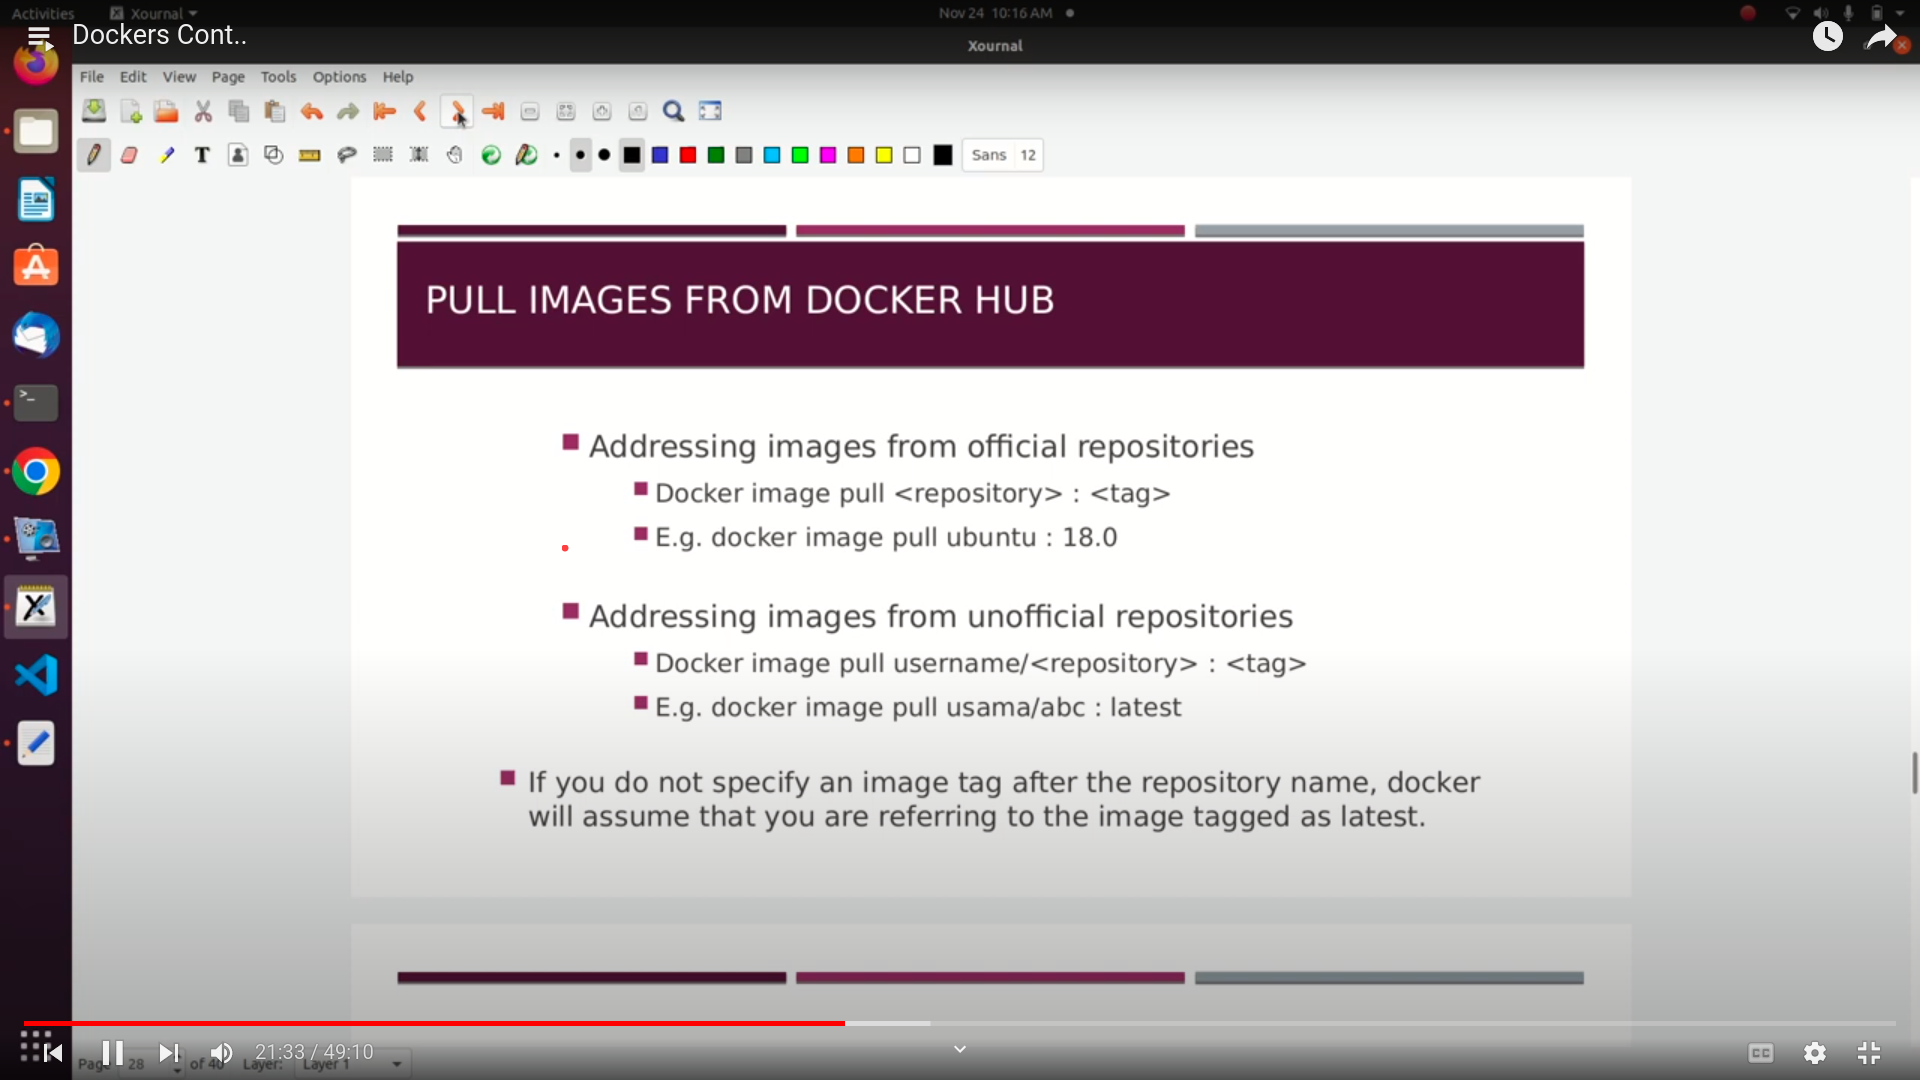 Activities Xournal Nov 24 10:16 AM
Dockers Cont..
Xournal
File Edit View Page Tools Options Help
T Sans 12
PULL IMAGES FROM DOCKER HUB
Addressing images from official repositories
Docker image pull <repository> : <tag>
E.g. docker image pull ubuntu : 18.0
Addressing images from unofficial repositories
Docker image pull username/<repository> : <tag>
E.g. docker image pull usama/abc : latest
If you do not specify an image tag after the repository name, docker
will assume that you are referring to the image tagged as latest.
21:33 / 49:10 CC
Page 28 of 40 Layer: Layer 1